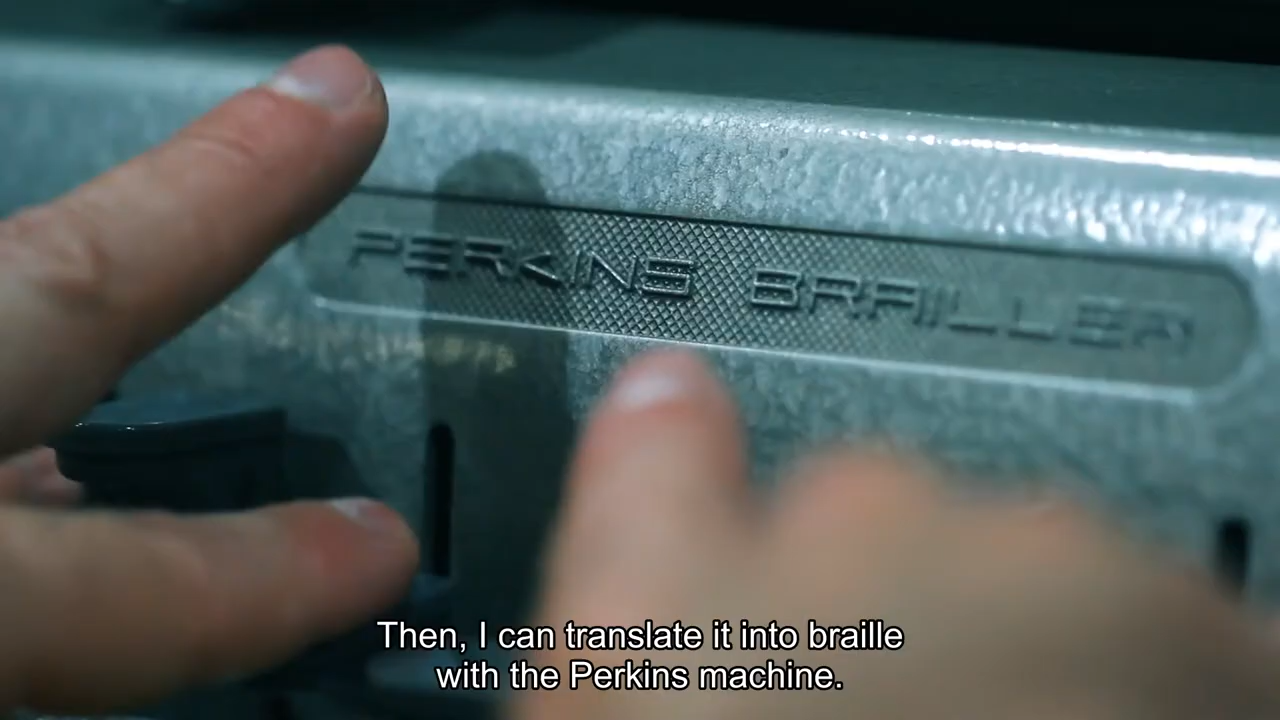 PERKINS BRAILLER
Then, I can translate it into braille
with the Perkins machine.